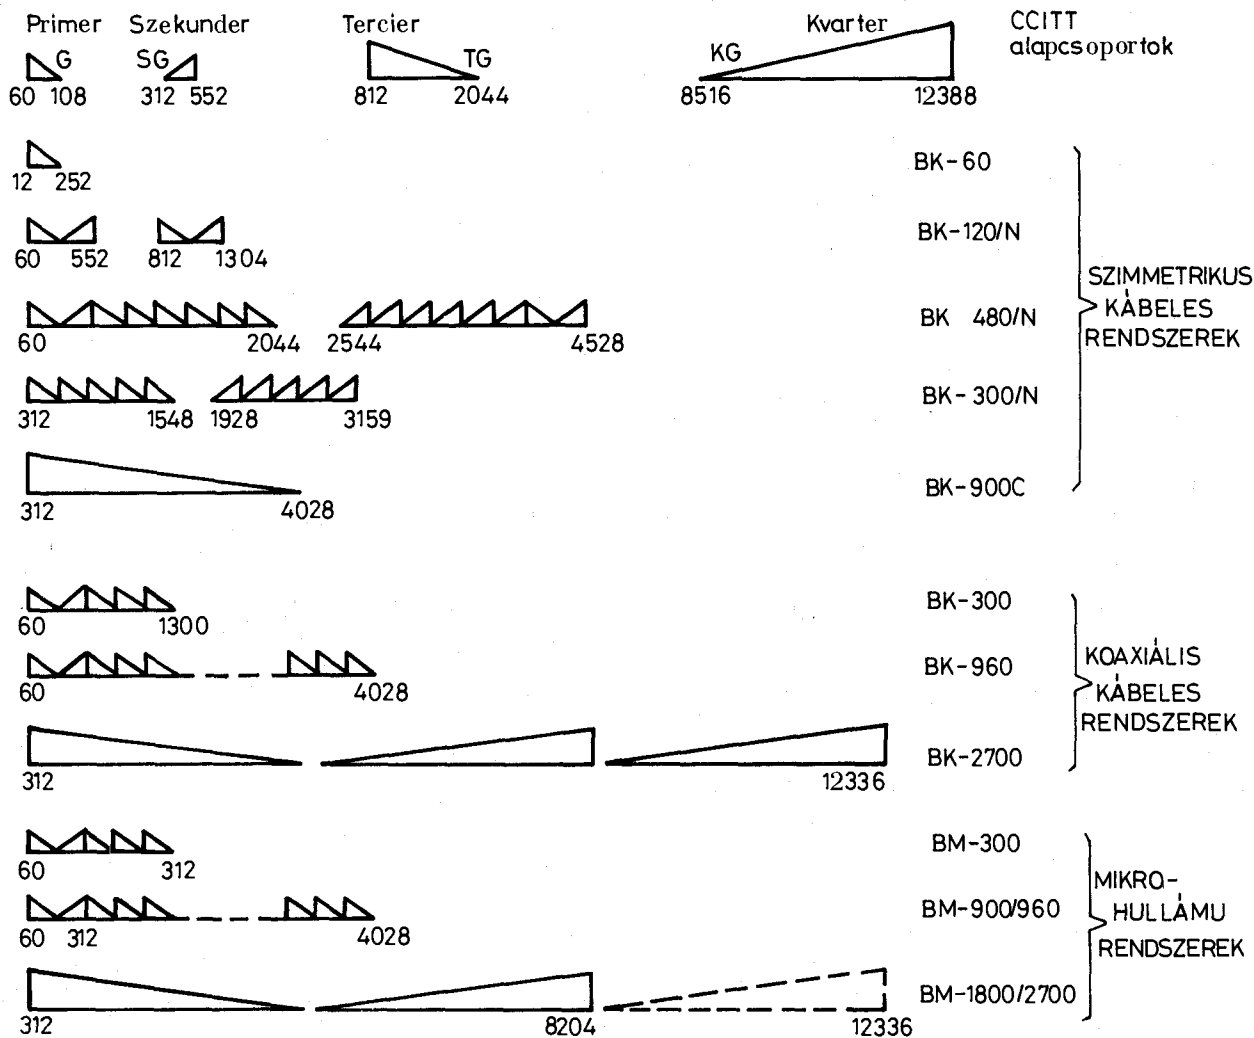 Primer Szekunder Tercier Kvarter CCITT
alapcsoportok
G SG TG KG
60 108 312 552 812 2044 8516 12388
BK-60
12 252
BK-120/N
60 552 812 1304
SZIMMETRIKUS
KÁBELES
RENDSZEREK
BK 480/N
60 2044 2544 4528
BK-300/N
312 1548 1928 3159
BK-900C
312 4028
BK-300
60 1300
KOAXIÁLIS
KÁBELES
RENDSZEREK
BK-960
60 4028
BK-2700
312 12336
BM-300
60 312
MIKRO-
HULLÁMU
RENDSZEREK
BM-900/960
60 312 4028
BM-1800/2700
312 8204 12336